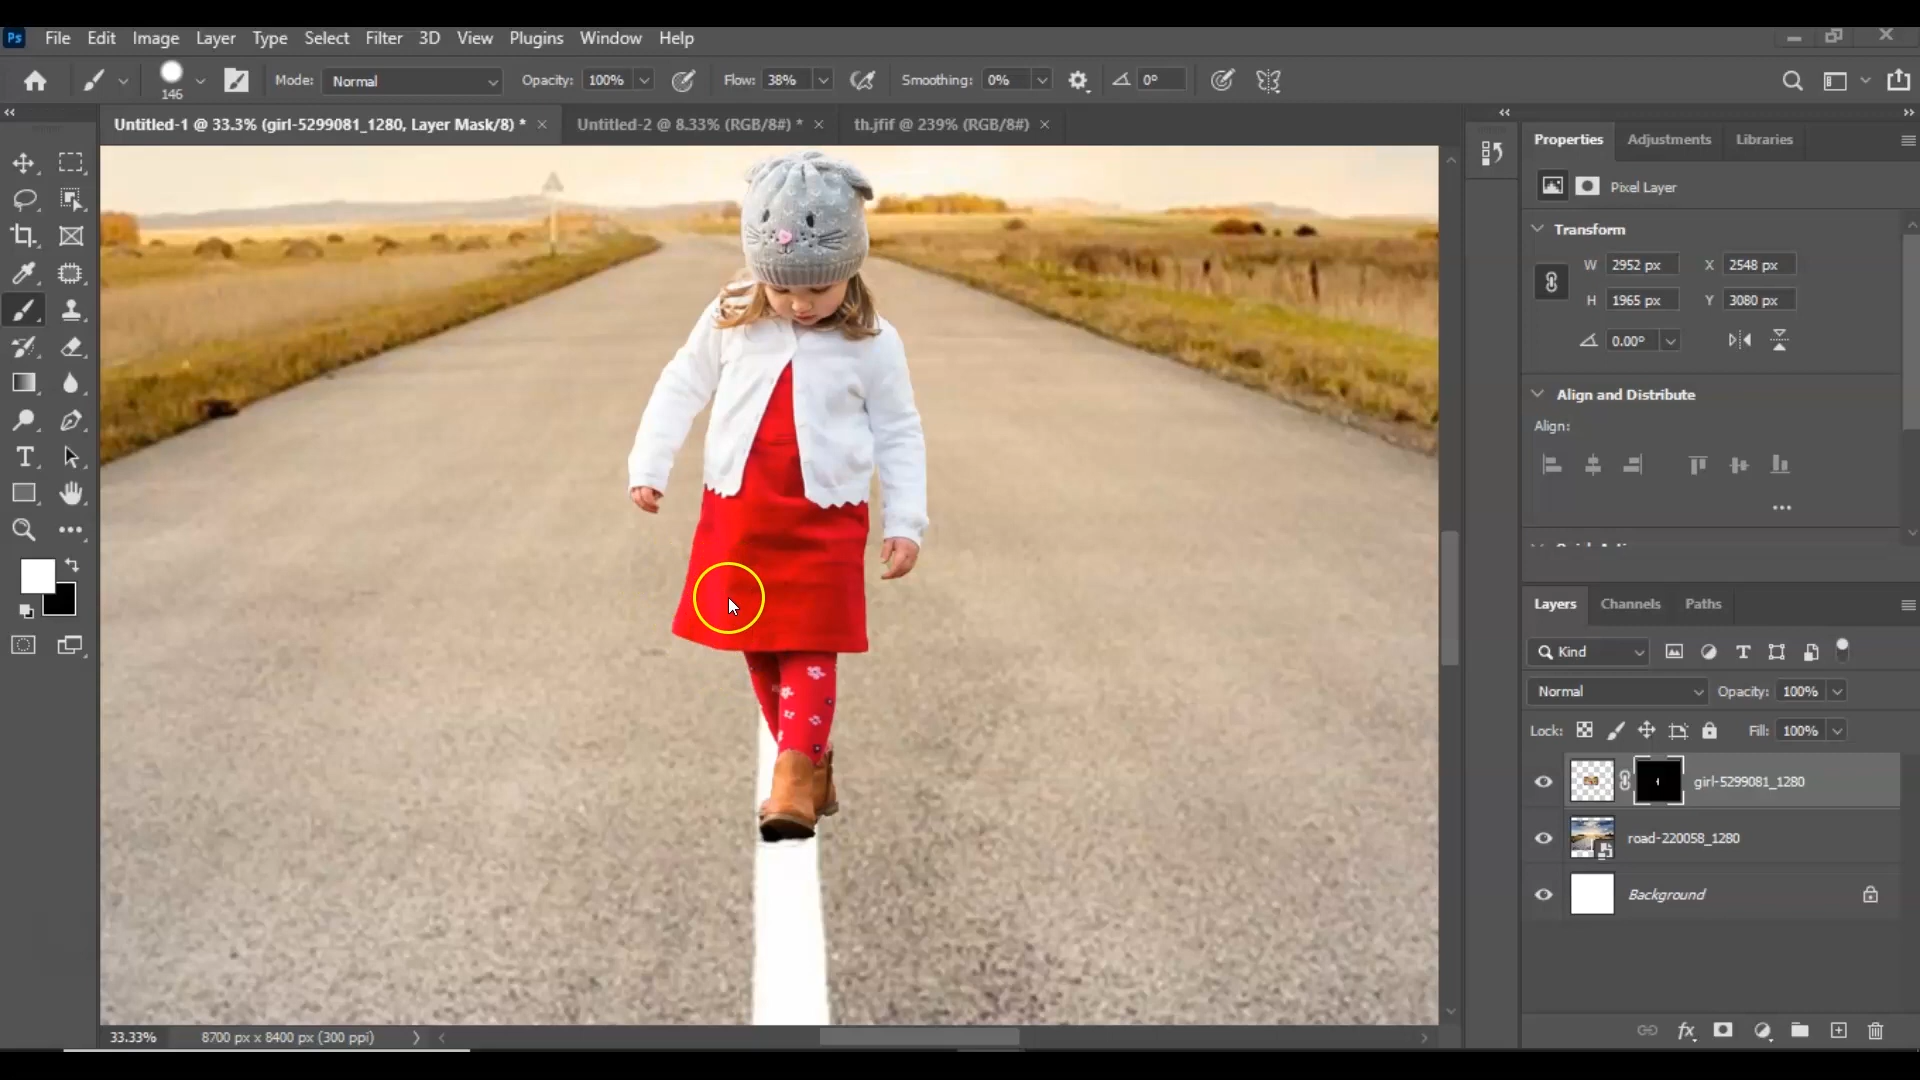 Ps File Edit Image Layer Type Select Filter 3D View Plugins Window Help
146 Mode: Normal Opacity: 100% Flow: 38% Smoothing: 0% 0°
Untitled-1 @ 33.3% (girl-5299081_1280, Layer Mask/8) * Untitled-2 @ 8.33% (RGB/8#) * th.jfif @ 239% (RGB/8#)
Properties Adjustments Libraries
Pixel Layer
Transform
W 2952 px X 2548 px
H 1965 px Y 3080 px
0.00°
Align and Distribute
Align:
Layers Channels Paths
Kind
Normal Opacity: 100%
Lock: Fill: 100%
girl-5299081_1280
road-220058_1280
Background
33.33% 8700 px x 8400 px (300 ppi)
fx